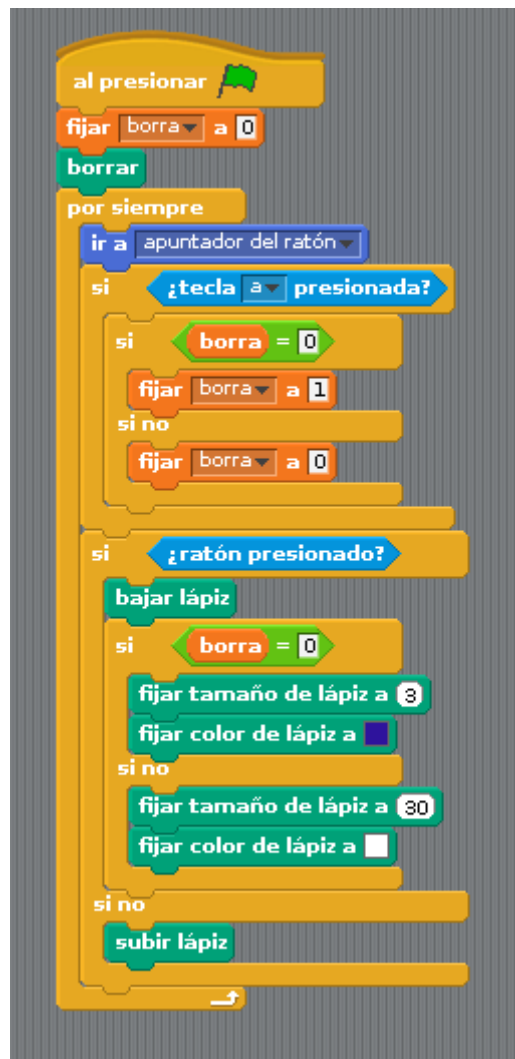 al presionar
fijar borra a 0
borrar
por siempre
ir a apuntador del ratón
si ¿tecla a presionada?
si borra = 0
fijar borra a 1
si no
fijar borra a 0
si ¿ratón presionado?
bajar lápiz
si borra = 0
fijar tamaño de lápiz a 3
fijar color de lápiz a
si no
fijar tamaño de lápiz a 30
fijar color de lápiz a
si no
subir lápiz